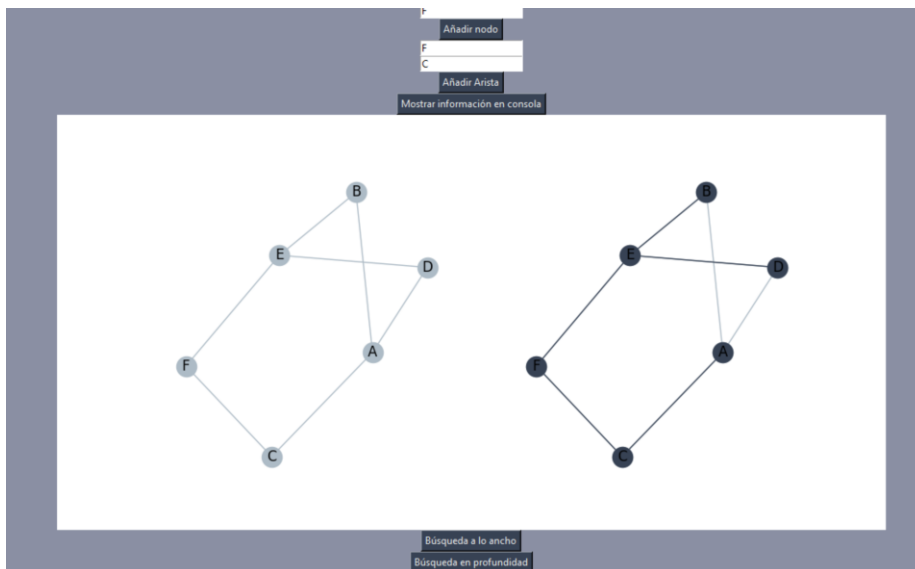 F
Añadir nodo
F
C
Añadir Arista
Mostrar información en consola
B
B
E
E
D
D
A
A
F
F
C
C
Búsqueda a lo ancho
Búsqueda en profundidad